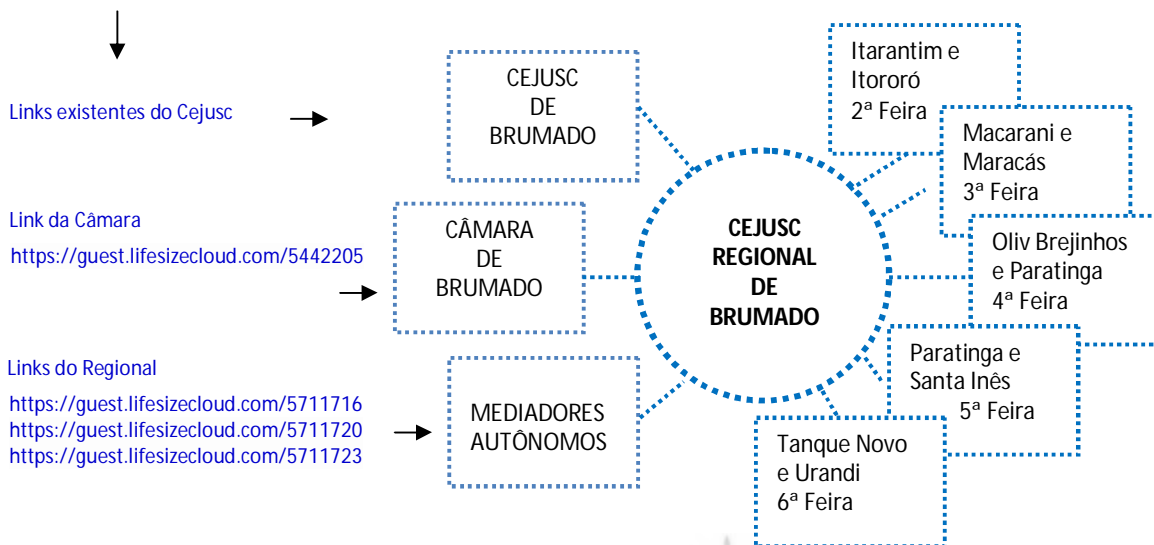 Links existentes do Cejusc
Link da Câmara
https://guest.lifesizecloud.com/5442205
Links do Regional
https://guest.lifesizecloud.com/5711716
https://guest.lifesizecloud.com/5711720
https://guest.lifesizecloud.com/5711723
CEJUSC
DE
BRUMADO
CÂMARA
DE
BRUMADO
MEDIADORES
AUTÔNOMOS
CEJUSC
REGIONAL
DE
BRUMADO
Itarantim e
Itororó
2ª Feira
Macarani e
Maracás
3ª Feira
Oliv Brejinhos
e Paratinga
4ª Feira
Paratinga e
Santa Inês
5ª Feira
Tanque Novo
e Urandi
6ª Feira